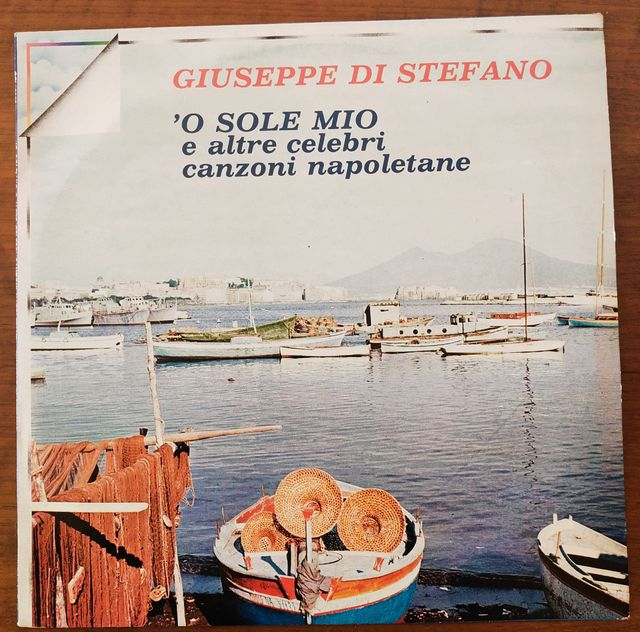 GIUSEPPE DI STEFANO
'O SOLE MIO
e altre celebri
canzoni napoletane